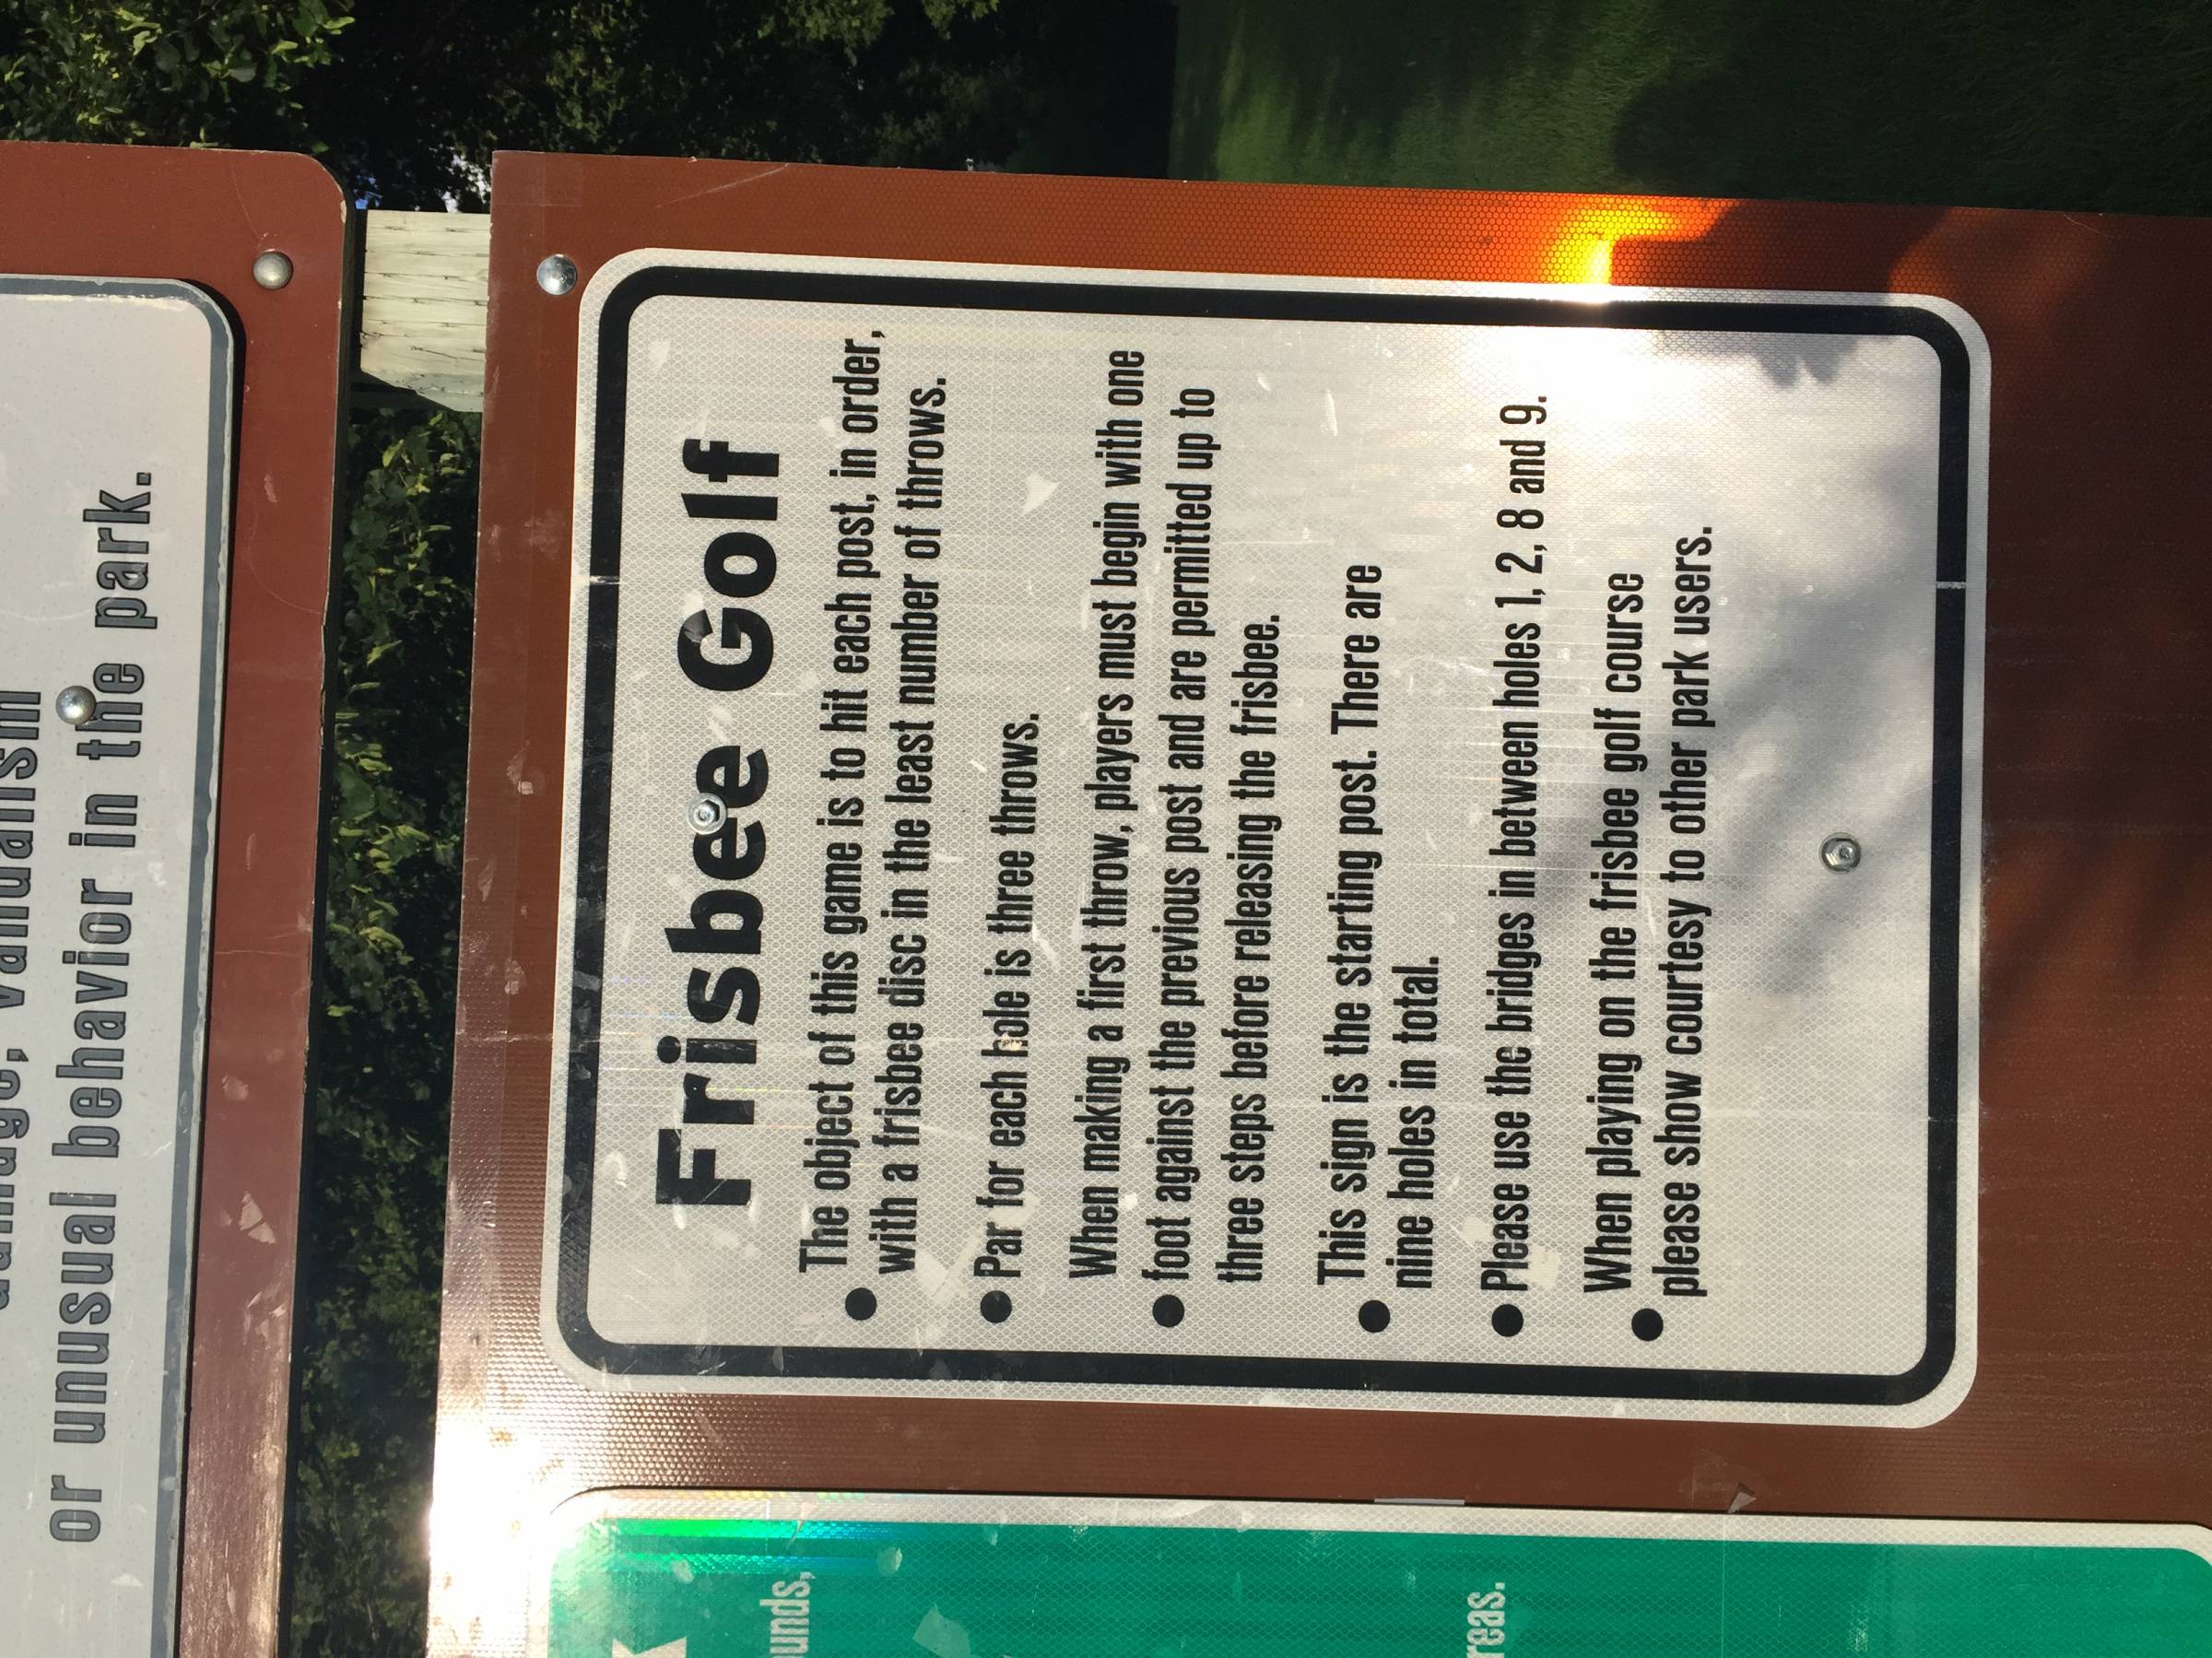 or unusual behavior in the park.
Frisbee Golf
● The object of this game is to hit each post, in order,
with a frisbee disc in the least number of throws.
● Par for each hole is three throws.
● When making a first throw, players must begin with one
foot against the previous post and are permitted up to
three steps before releasing the frisbee.
● This sign is the starting post. There are
nine holes in total.
● Please use the bridges in between holes 1, 2, 8 and 9.
● When playing on the frisbee golf course
please show courtesy to other park users.